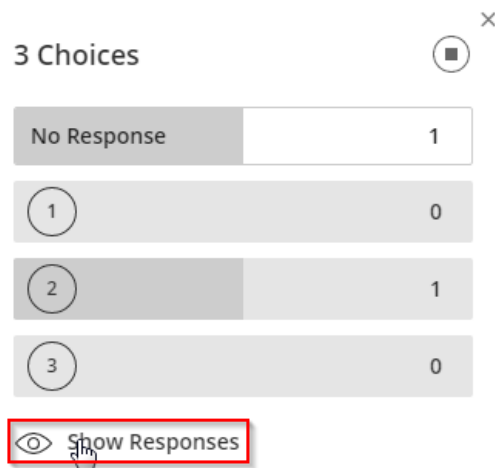 3 Choices
No Response 1
1 0
2 1
3 0
Show Responses